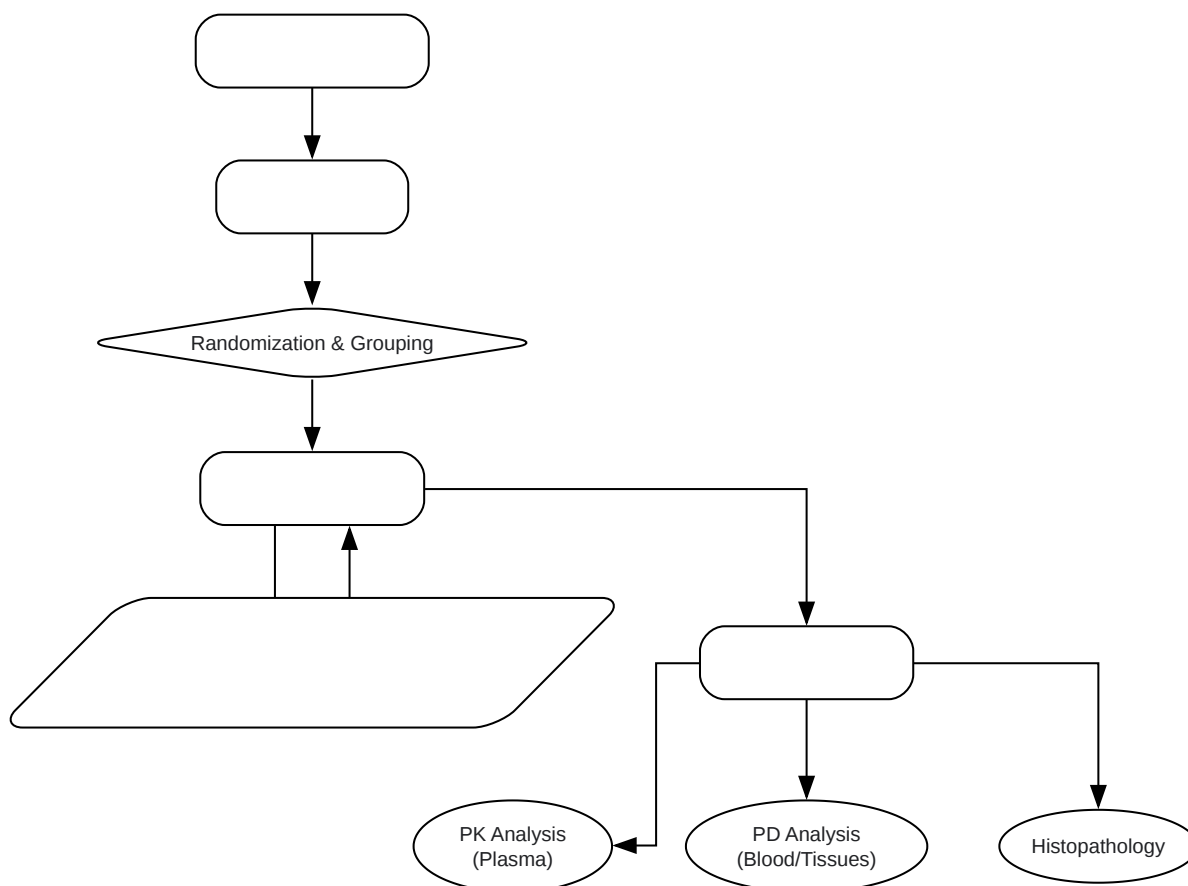 Randomization & Grouping
PK Analysis
(Plasma)
PD Analysis
(Blood/Tissues)
Histopathology